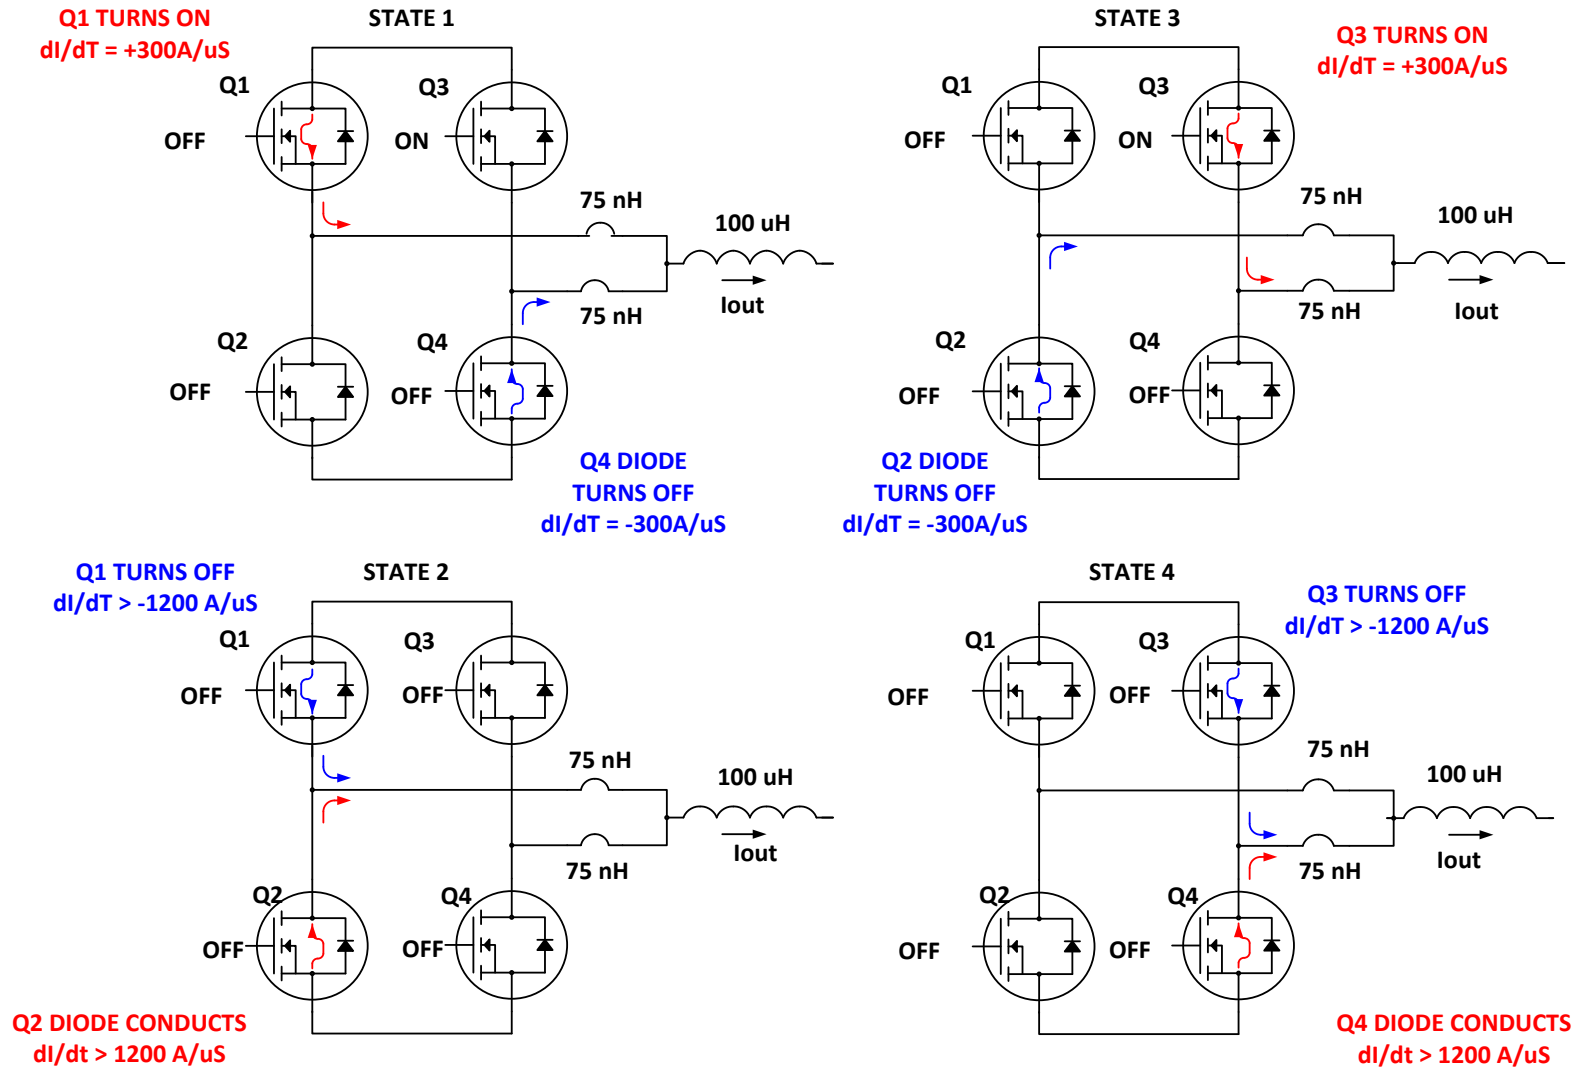 Q1 TURNS ON
dI/dT = +300A/uS
STATE 1
Q1
Q3
OFF
ON
75 nH
100 uH
Iout
75 nH
Q2
Q4
OFF
OFF
Q4 DIODE
TURNS OFF
dI/dT = -300A/uS
STATE 3
Q3 TURNS ON
dI/dT = +300A/uS
Q1
Q3
OFF
ON
75 nH
100 uH
Iout
75 nH
Q2
Q4
OFF
OFF
Q2 DIODE
TURNS OFF
dI/dT = -300A/uS
Q1 TURNS OFF
dI/dT > -1200 A/uS
STATE 2
Q1
Q3
OFF
OFF
75 nH
100 uH
Iout
75 nH
Q2
Q4
OFF
OFF
Q2 DIODE CONDUCTS
dI/dt > 1200 A/uS
STATE 4
Q3 TURNS OFF
dI/dT > -1200 A/uS
Q1
Q3
OFF
OFF
75 nH
100 uH
Iout
75 nH
Q2
Q4
OFF
OFF
Q4 DIODE CONDUCTS
dI/dt > 1200 A/uS